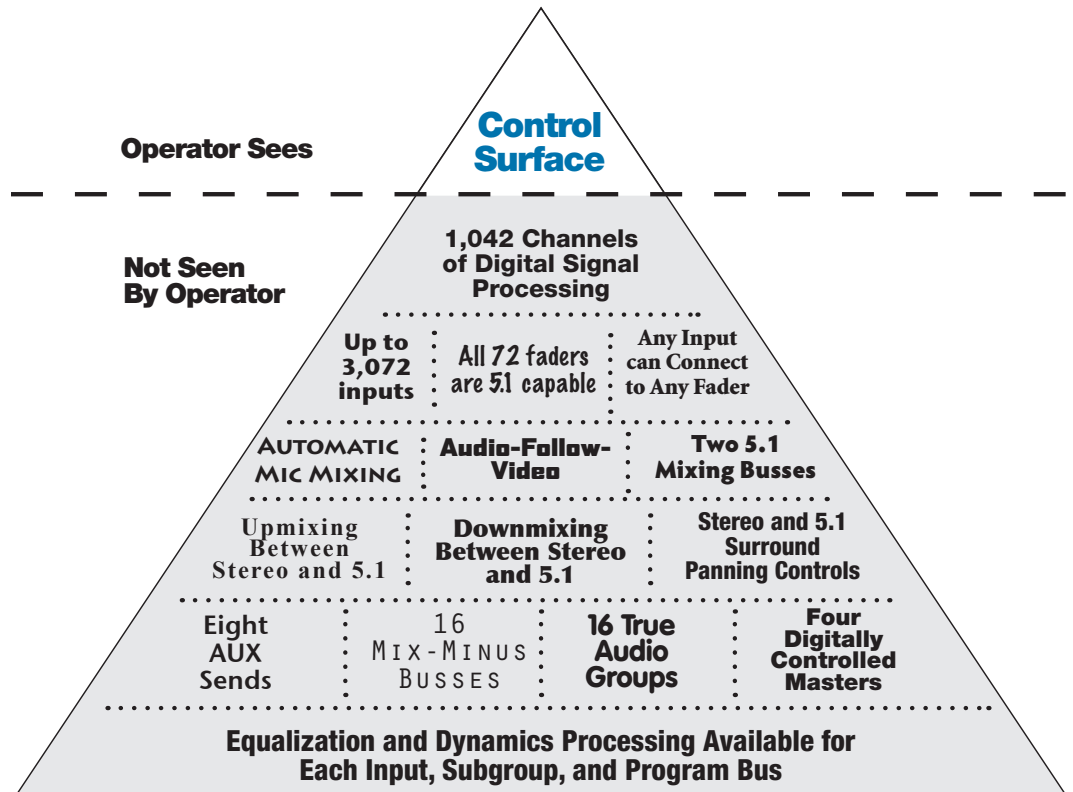 Control
Surface
Operator Sees
Not Seen
By Operator
1,042 Channels
of Digital Signal
Processing
Up to
3,072
inputs
All 72 faders
are 5.1 capable
Any Input
can Connect
to Any Fader
Automatic
Mic Mixing
Audio-Follow-
Video
Two 5.1
Mixing Busses
Upmixing
Between
Stereo and 5.1
Downmixing
Between Stereo
and 5.1
Stereo and 5.1
Surround
Panning Controls
Eight
AUX
Sends
16
Mix-Minus
Busses
16 True
Audio
Groups
Four
Digitally
Controlled
Masters
Equalization and Dynamics Processing Available for
Each Input, Subgroup, and Program Bus